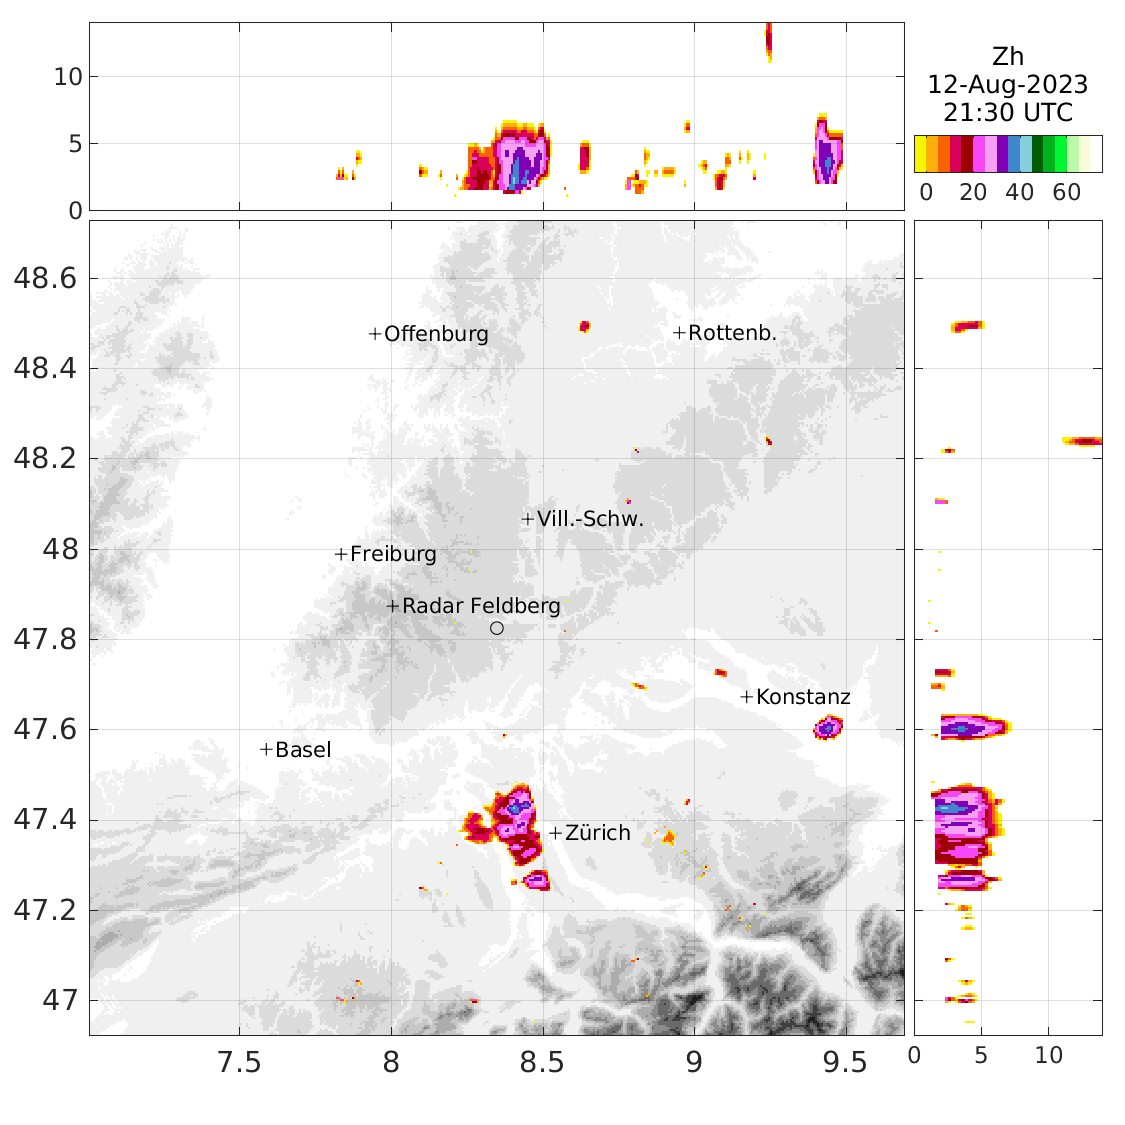 10
5
0
Zh
12-Aug-2023
21:30 UTC
0 20 40 60
48.6
48.4
48.2
48
47.8
47.6
47.4
47.2
47
+Offenburg
+Rottenb.
+Vill.-Schw.
+Freiburg
+Radar Feldberg
+Konstanz
+Basel
+Zürich
7.5 8 8.5 9 9.5
0 5 10